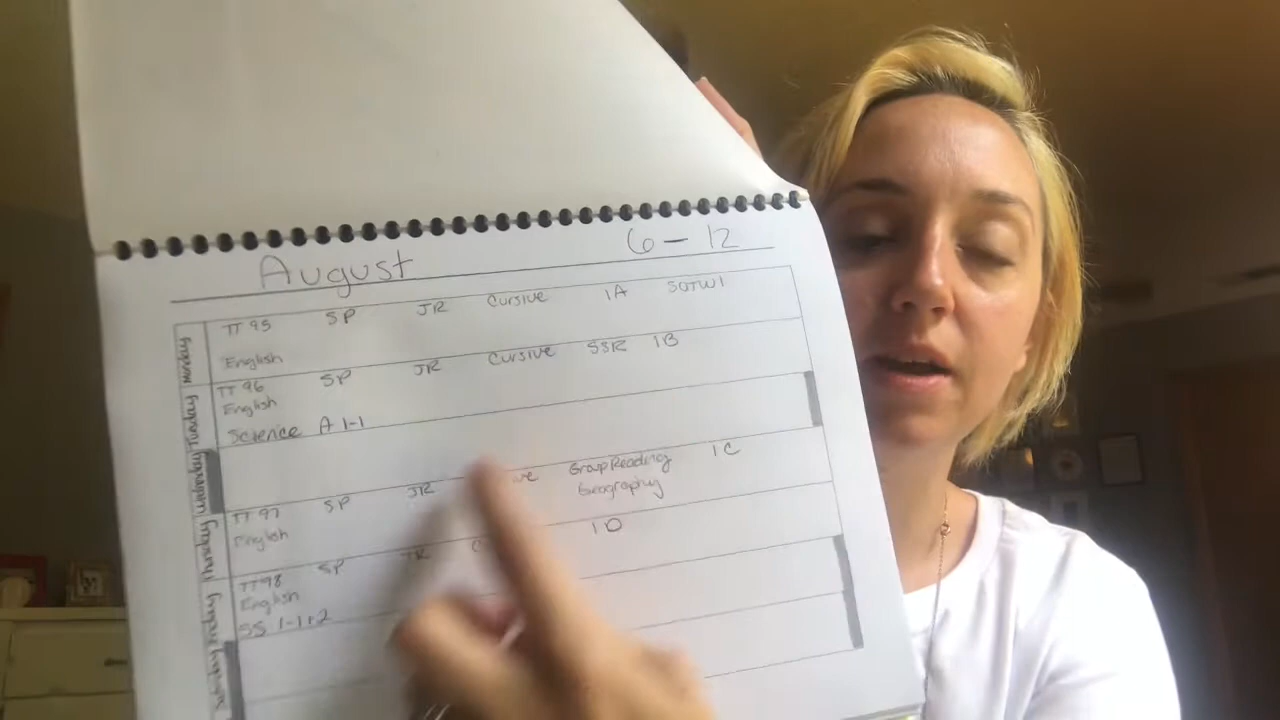 August 6 - 12
Monday
TT 95 SP JR Cursive 1A SOTW1
English
Tuesday
TT 96 SP JR Cursive SSR 1B
English
Science A 1-1
Wednesday
Thursday
TT 97 SP JR ive Group Reading 1C
English Geography
Friday
TT 98 SP JR C 1D
English
SS 1-1+2
Saturday